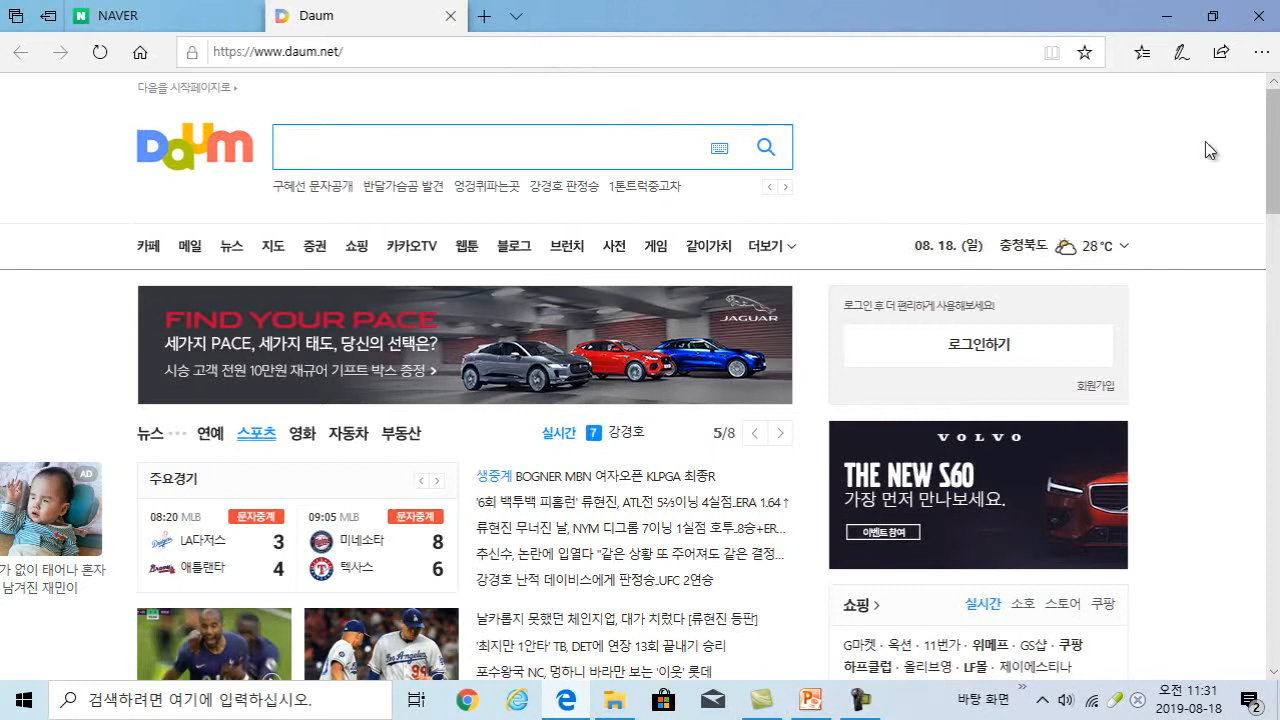 NAVER
Daum
https://www.daum.net/
다음을 시작페이지로
Daum
구혜선 문자공개 반달가슴곰 발견 엉겅퀴파는곳 강경호 판정승 1톤트럭중고차
카페 메일 뉴스 지도 증권 쇼핑 카카오TV 웹툰 블로그 브런치 사전 게임 같이가치 더보기
08. 18. (일) 충청북도 28 °C
FIND YOUR PACE
세가지 PACE, 세가지 태도, 당신의 선택은?
시승 고객 전원 10만원 재규어 기프트 박스 증정
JAGUAR
로그인 후 더 편리하게 사용해보세요!
로그인하기
회원가입
뉴스 연예 스포츠 영화 자동차 부동산
실시간 7 강경호 5/8
VOLVO
THE NEW S60
가장 먼저 만나보세요.
이벤트 참여
AD
가 없이 태어나 혼자
남겨진 재민이
주요경기
08:20 MLB 문자중계
LA다저스 3
애틀랜타 4
09:05 MLB 문자중계
미네소타 8
텍사스 6
생중계 BOGNER MBN 여자오픈 KLPGA 최종R
'6회 백투백 피홈런' 류현진, ATL전 5⅔이닝 4실점..ERA 1.64↑
류현진 무너진 날, NYM 디그롬 7이닝 1실점 호투..8승+ER...
추신수, 논란에 입열다 "같은 상황 또 주어져도 같은 결정...
강경호 난적 데이비스에게 판정승..UFC 2연승
날카롭지 못했던 체인지업, 대가 치렀다 [류현진 등판]
'최지만 1안타' TB, DET에 연장 13회 끝내기 승리
포수왕국 NC, 멍하니 바라만 보는 '이웃' 롯데
쇼핑 실시간 소호 스토어 쿠팡
G마켓 · 옥션 · 11번가 · 위메프 · GS샵 · 쿠팡
하프클럽 · 올리브영 · LF몰 · 제이에스티나
검색하려면 여기에 입력하십시오.
바탕 화면
오전 11:31
2019-08-18
2